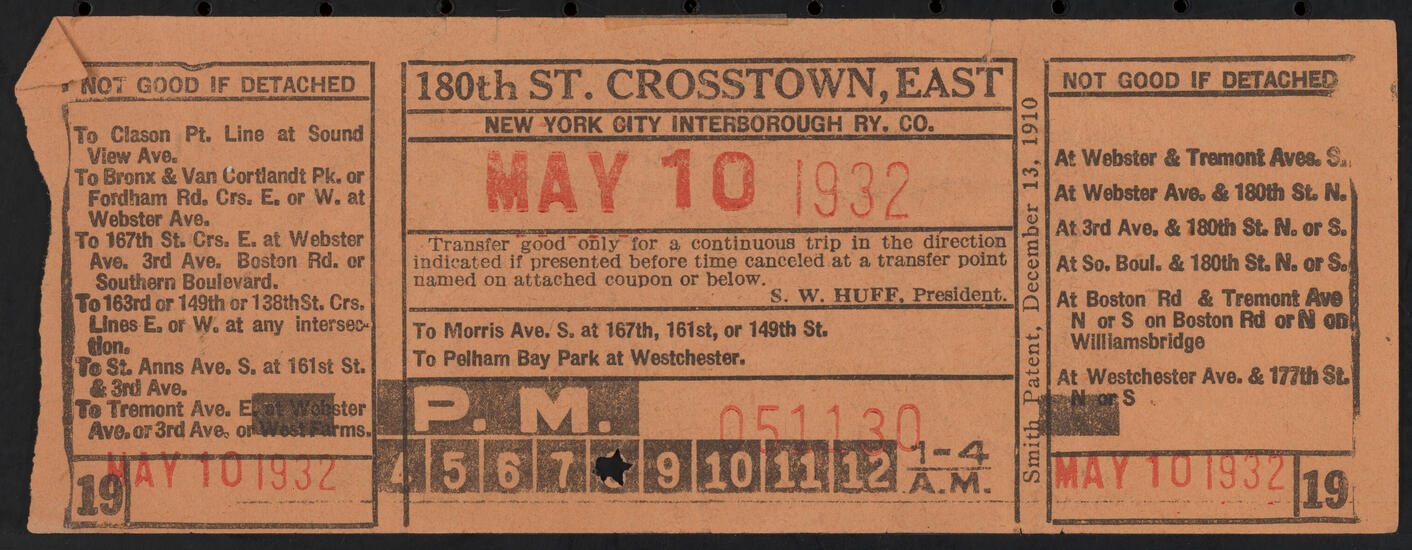 NOT GOOD IF DETACHED
To Clason Pt. Line at Sound
View Ave.
To Bronx & Van Cortlandt Pk. or
Fordham Rd. Crs. E. or W. at
Webster Ave.
To 167th St. Crs. E. at Webster
Ave. 3rd Ave. Boston Rd. or
Southern Boulevard.
To 163rd or 149th or 138th St. Crs.
Lines E. or W. at any intersec-
tion.
To St. Anns Ave. S. at 161st St.
& 3rd Ave.
To Tremont Ave. E. at Webster
Ave. or 3rd Ave. or West Farms.
19
MAY 10 1932
180th ST. CROSSTOWN, EAST
NEW YORK CITY INTERBOROUGH RY. CO.
MAY 10 1932
Transfer good only for a continuous trip in the direction
indicated if presented before time canceled at a transfer point
named on attached coupon or below.
S. W. HUFF, President.
To Morris Ave. S. at 167th, 161st, or 149th St.
To Pelham Bay Park at Westchester.
P. M.
051130
4 5 6 7 9 10 11 12 1-4
A.M.
Smith Patent, December 13, 1910
NOT GOOD IF DETACHED
At Webster & Tremont Aves. S.
At Webster Ave. & 180th St. N.
At 3rd Ave. & 180th St. N. or S.
At So. Boul. & 180th St. N. or S.
At Boston Rd & Tremont Ave
N or S on Boston Rd or N on
Williamsbridge
At Westchester Ave. & 177th St.
N or S
MAY 10 1932
19